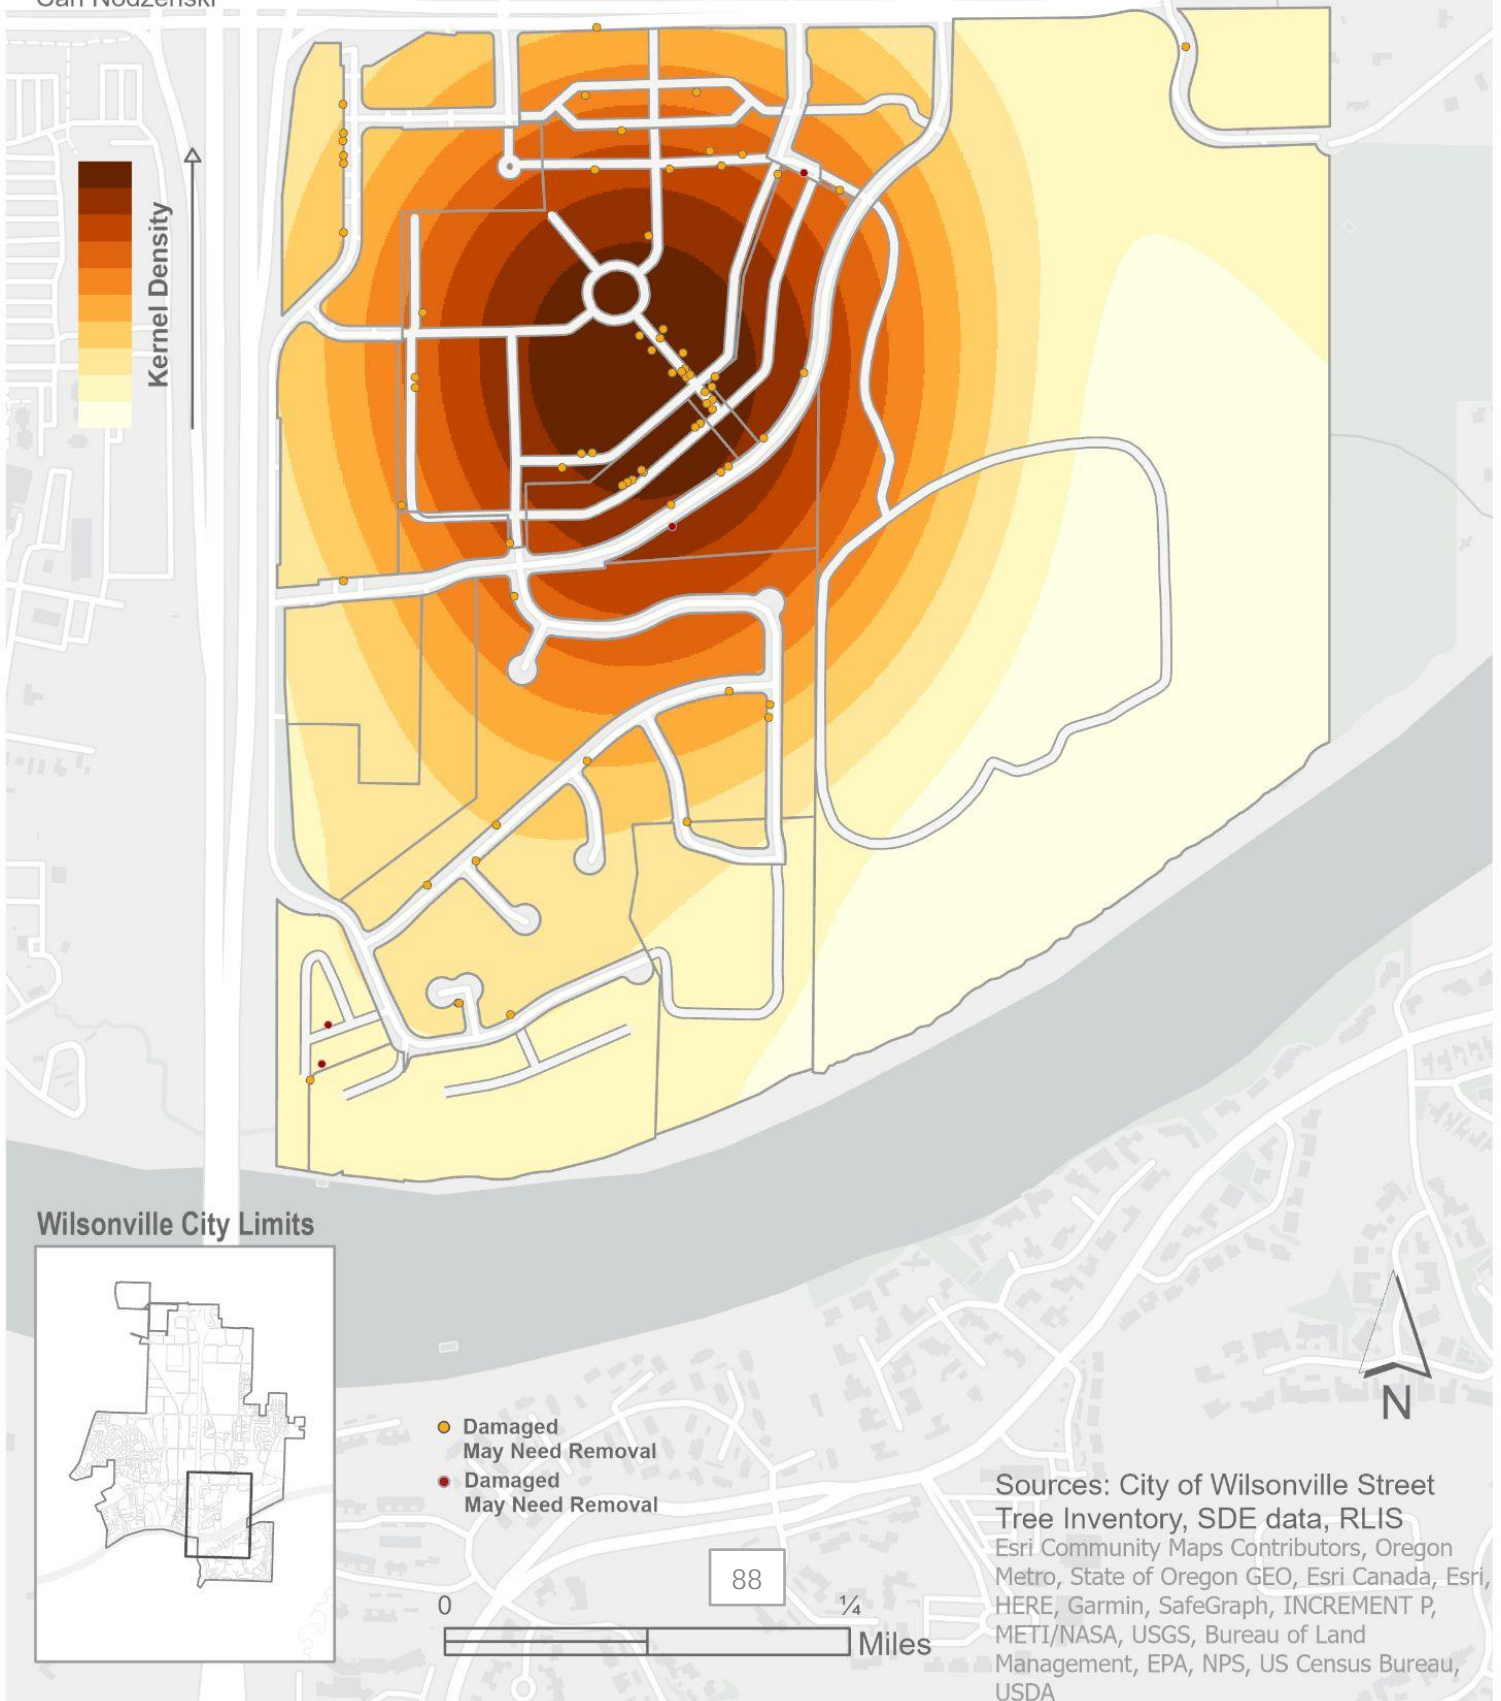 Kernel Density
Wilsonville City Limits
Damaged
May Need Removal
Damaged
May Need Removal
N
Sources: City of Wilsonville Street
Tree Inventory, SDE data, RLIS
Esri Community Maps Contributors, Oregon
Metro, State of Oregon GEO, Esri Canada, Esri,
HERE, Garmin, SafeGraph, INCREMENT P,
METI/NASA, USGS, Bureau of Land
Management, EPA, NPS, US Census Bureau,
USDA
88
0 ¼
Miles